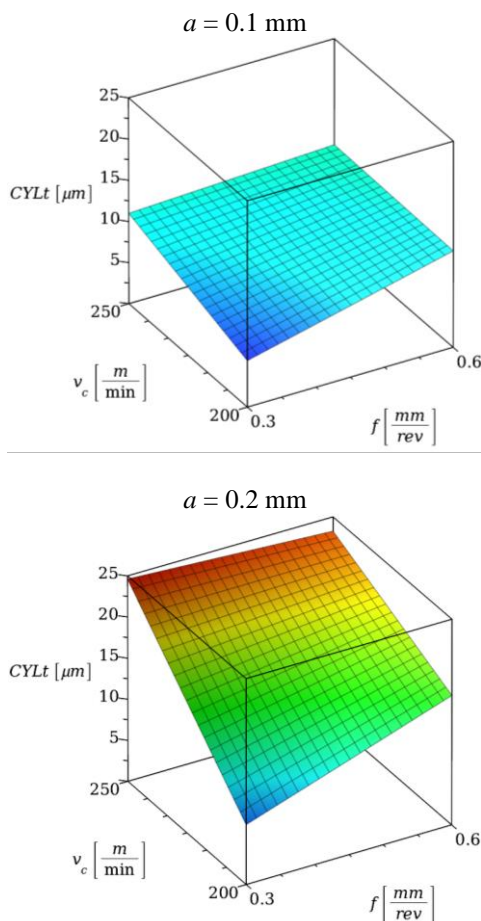 a = 0.1 mm
25
20
15
CYLt [μm]
10
5
250
0.6
v_c [m/min]
200 0.3
f [mm/rev]
a = 0.2 mm
25
20
15
CYLt [μm]
10
5
250
0.6
v_c [m/min]
200 0.3
f [mm/rev]